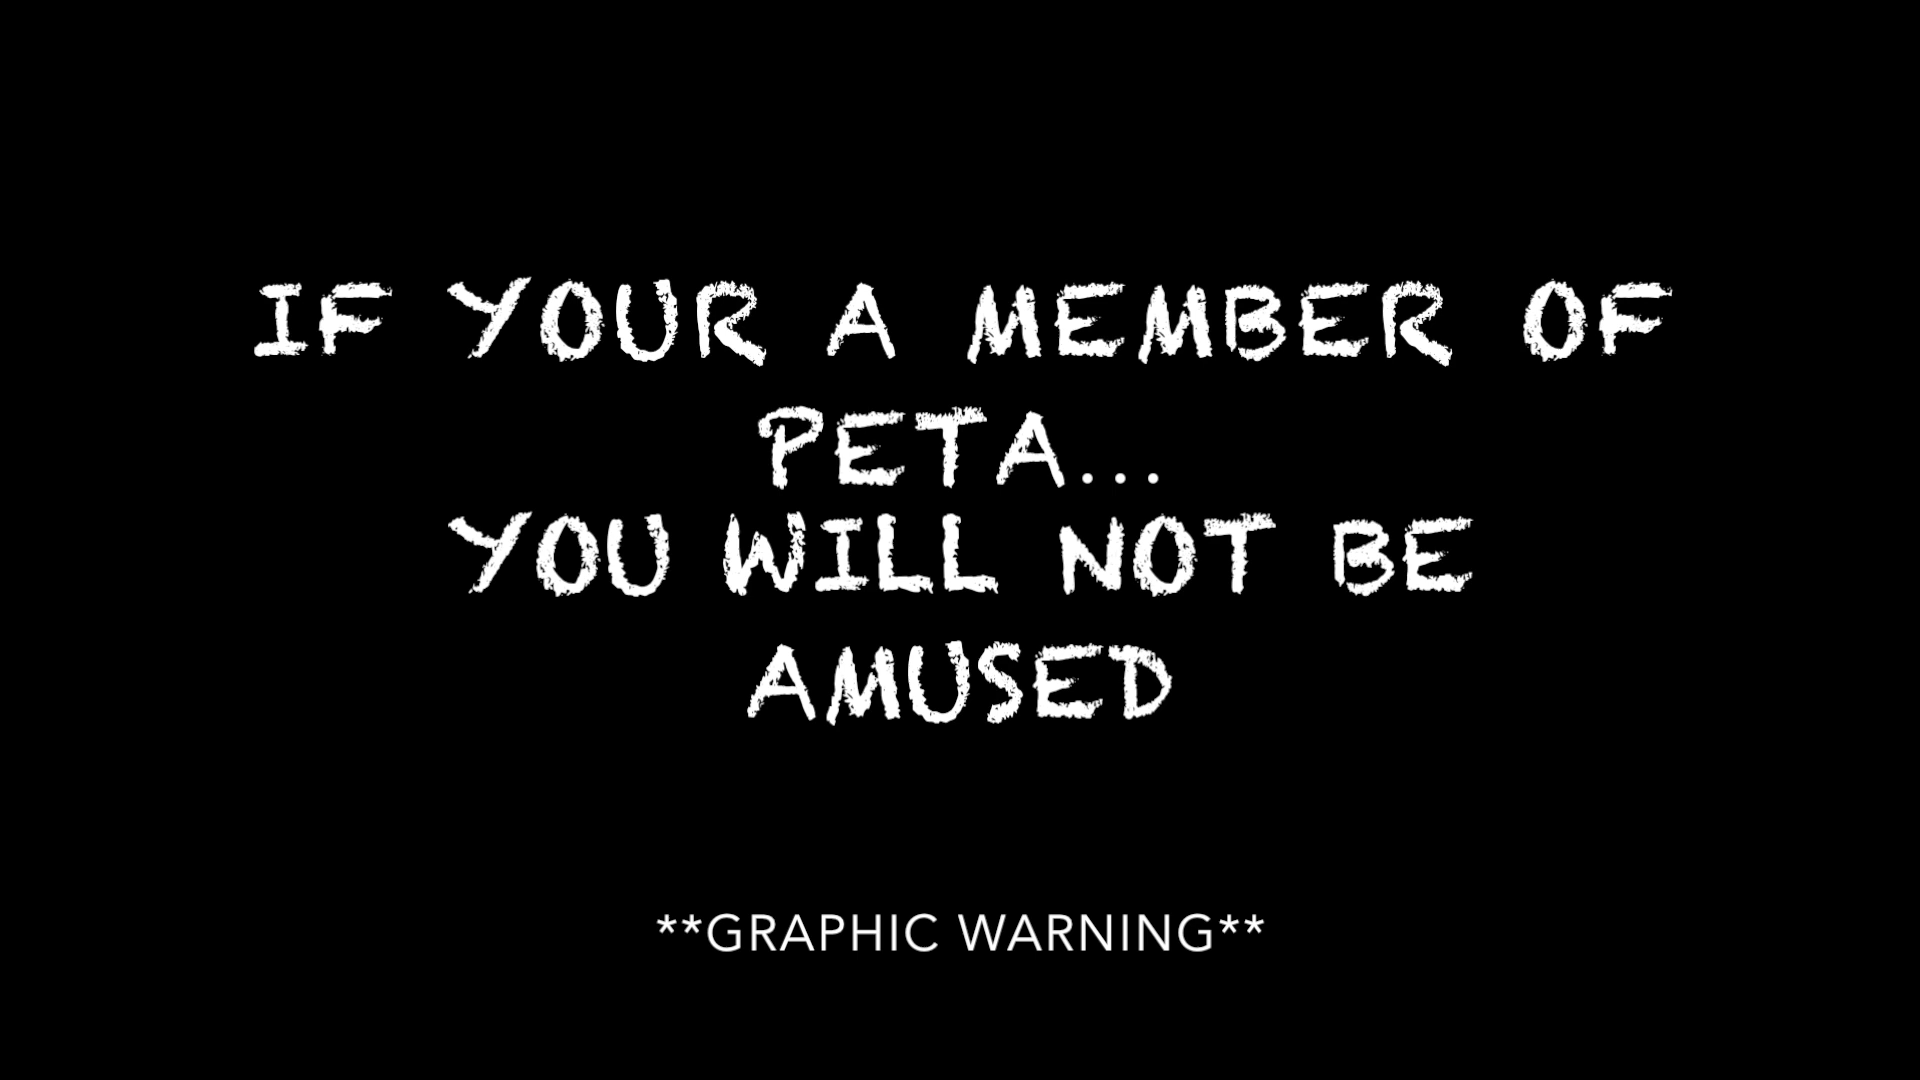 IF YOUR A MEMBER OF
PETA...
YOU WILL NOT BE
AMUSED
**GRAPHIC WARNING**